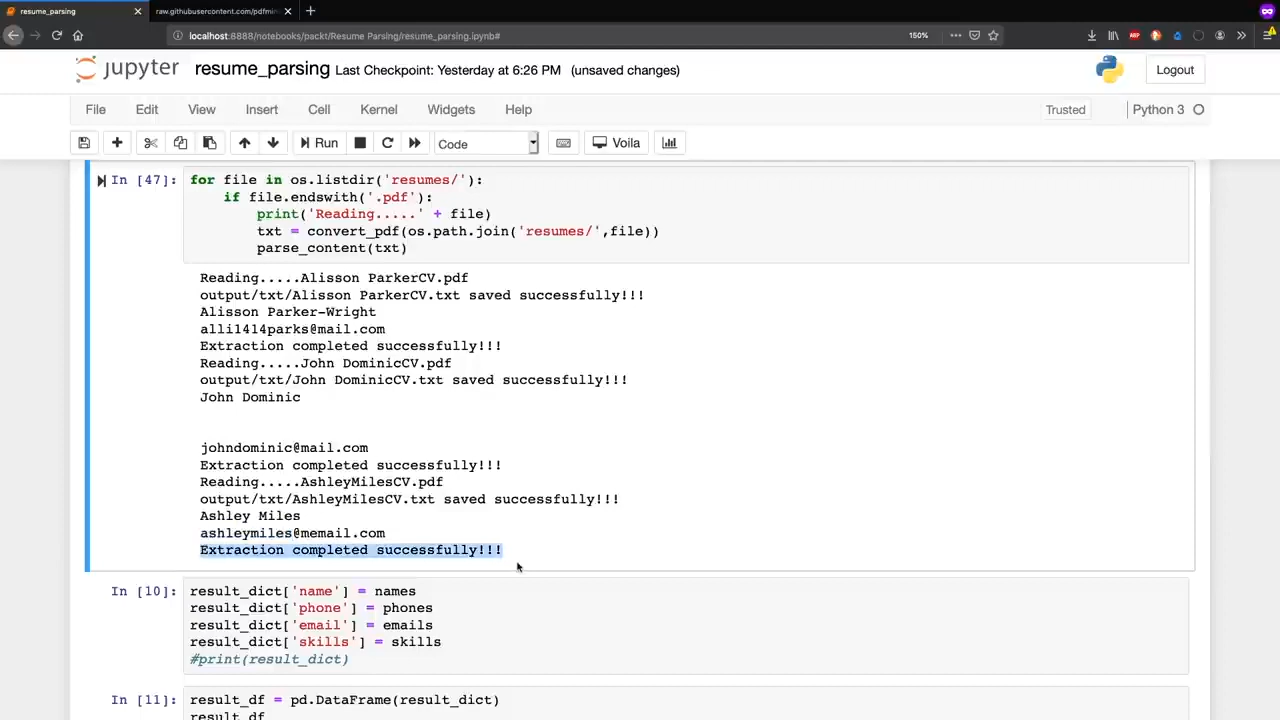 resume_parsing
raw.githubusercontent.com/pdfmin
localhost:8888/notebooks/packt/Resume Parsing/resume_parsing.ipynb#
150%
ABP
jupyter resume_parsing Last Checkpoint: Yesterday at 6:26 PM (unsaved changes)
Logout
File Edit View Insert Cell Kernel Widgets Help
Trusted
Python 3
Run
Code
Voila
In [47]:
for file in os.listdir('resumes/'):
    if file.endswith('.pdf'):
        print('Reading.....' + file)
        txt = convert_pdf(os.path.join('resumes/',file))
        parse_content(txt)
Reading.....Alisson ParkerCV.pdf
output/txt/Alisson ParkerCV.txt saved successfully!!!
Alisson Parker-Wright
alli1414parks@mail.com
Extraction completed successfully!!!
Reading.....John DominicCV.pdf
output/txt/John DominicCV.txt saved successfully!!!
John Dominic
johndominic@mail.com
Extraction completed successfully!!!
Reading.....AshleyMilesCV.pdf
output/txt/AshleyMilesCV.txt saved successfully!!!
Ashley Miles
ashleymiles@memail.com
Extraction completed successfully!!!
In [10]:
result_dict['name'] = names
result_dict['phone'] = phones
result_dict['email'] = emails
result_dict['skills'] = skills
#print(result_dict)
In [11]:
result_df = pd.DataFrame(result_dict)
result_df